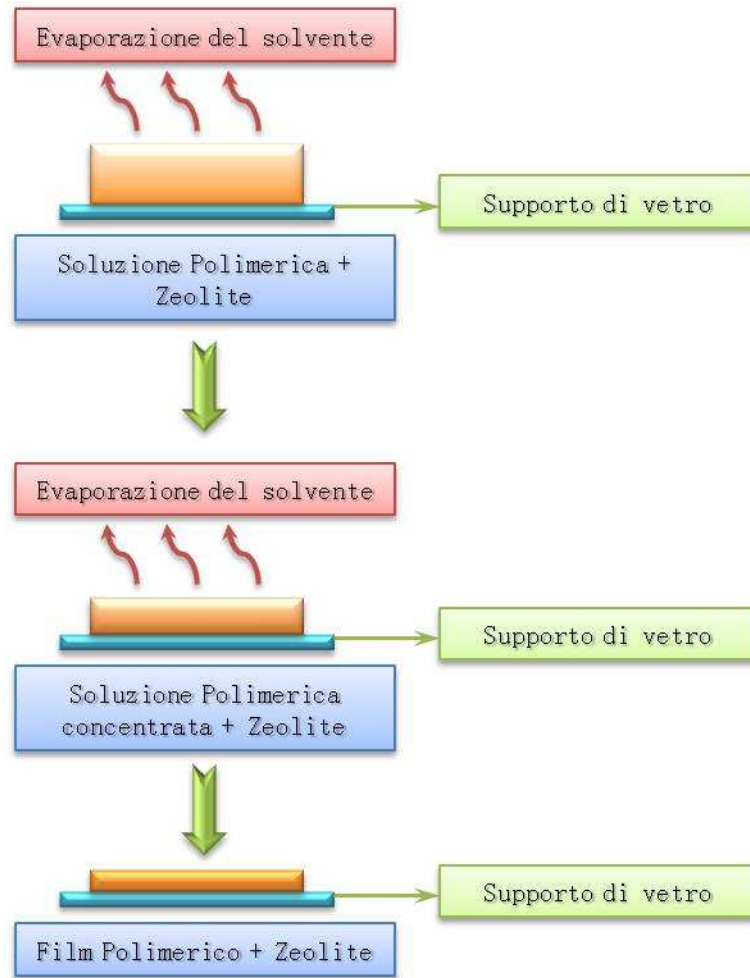 Evaporazione del solvente
Supporto di vetro
Soluzione Polimerica +
Zeolite
Evaporazione del solvente
Supporto di vetro
Soluzione Polimerica
concentrata + Zeolite
Supporto di vetro
Film Polimerico + Zeolite